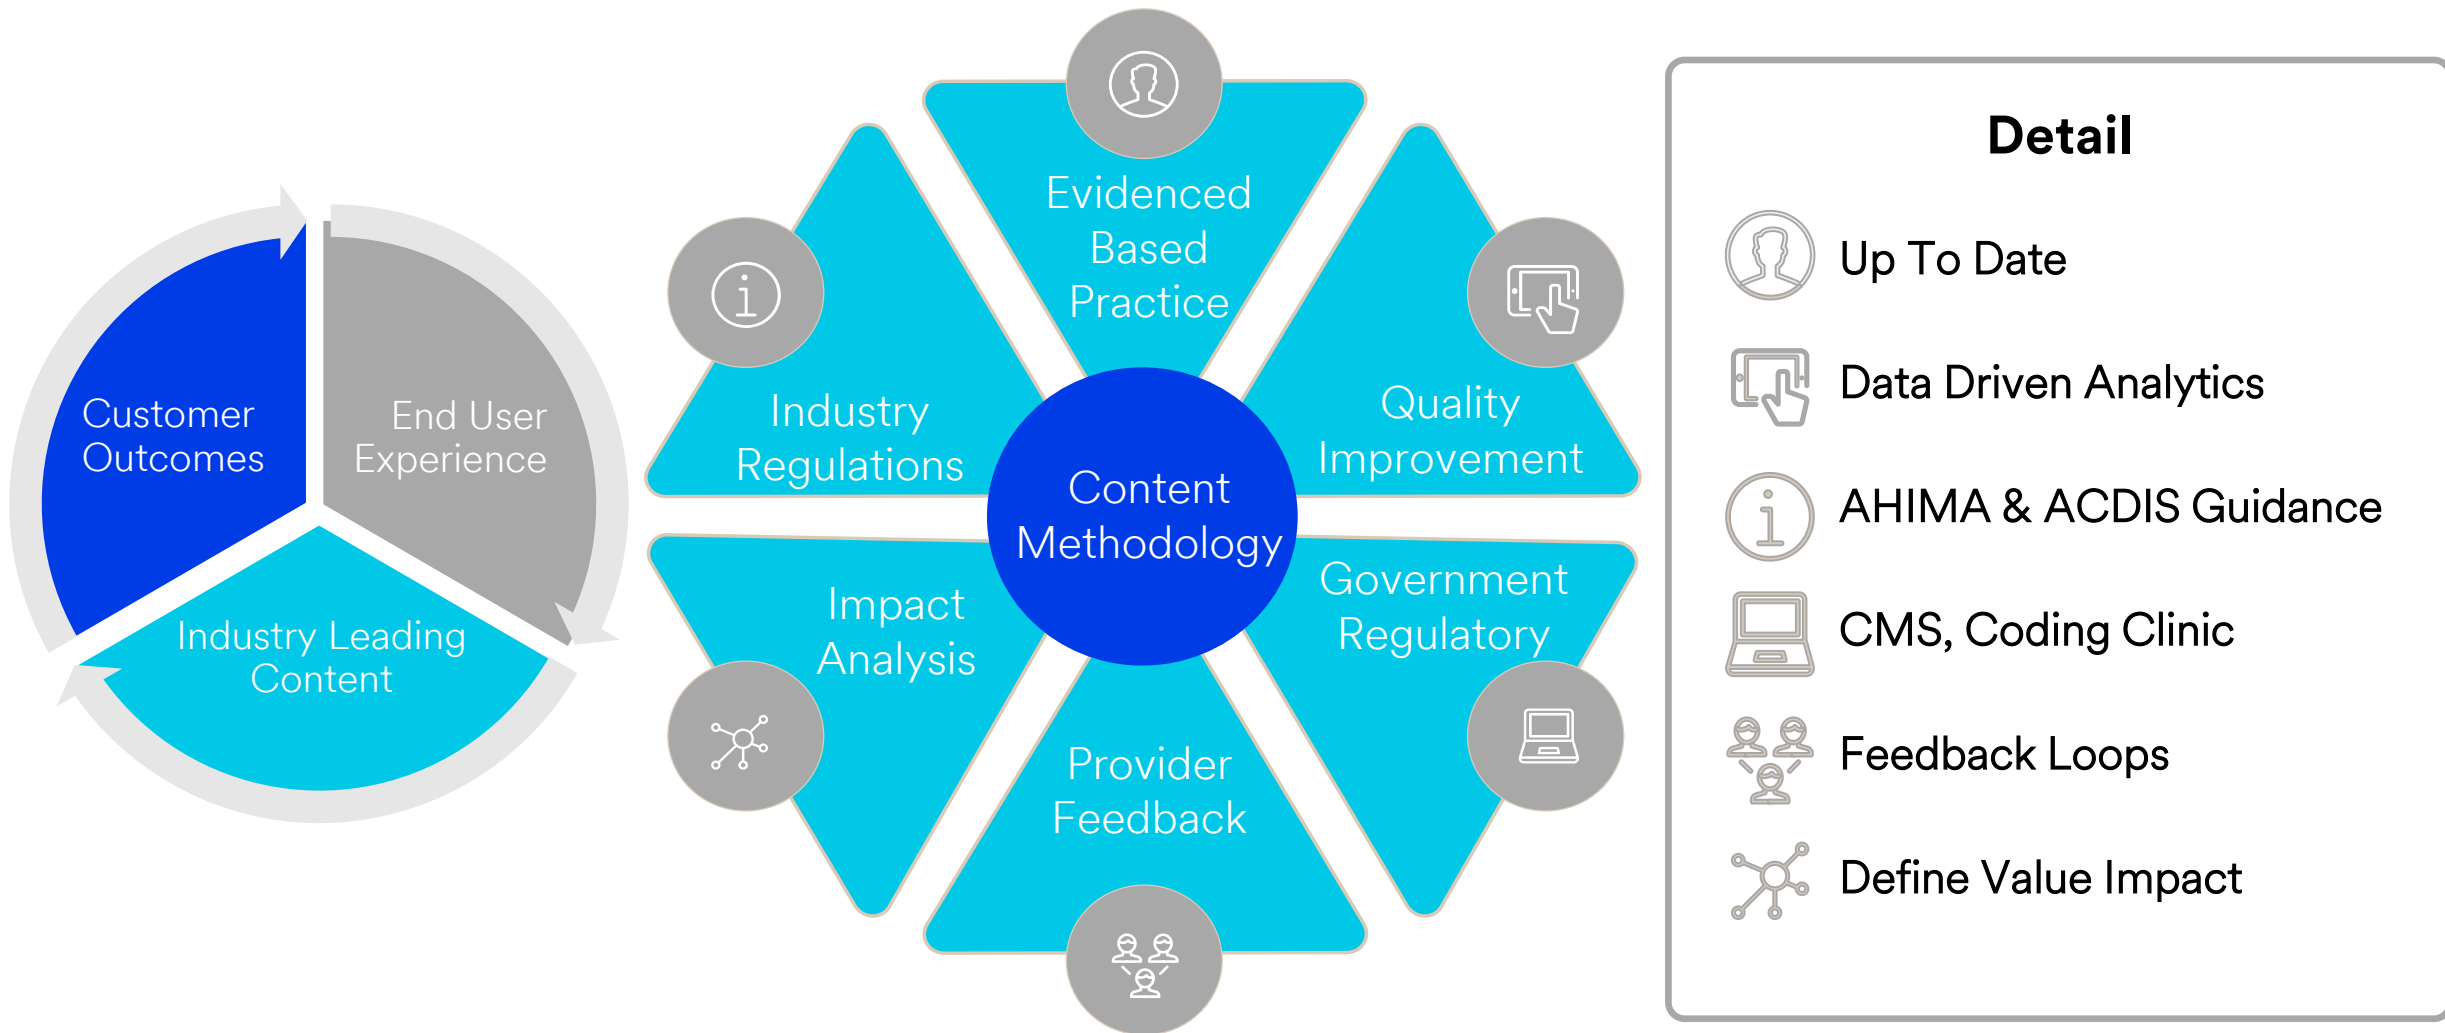 Customer
Outcomes
End User
Experience
Industry Leading
Content
Evidenced
Based
Practice
Industry
Regulations
Quality
Improvement
Content
Methodology
Impact
Analysis
Government
Regulatory
Provider
Feedback
Detail
Up To Date
Data Driven Analytics
AHIMA & ACDIS Guidance
CMS, Coding Clinic
Feedback Loops
Define Value Impact